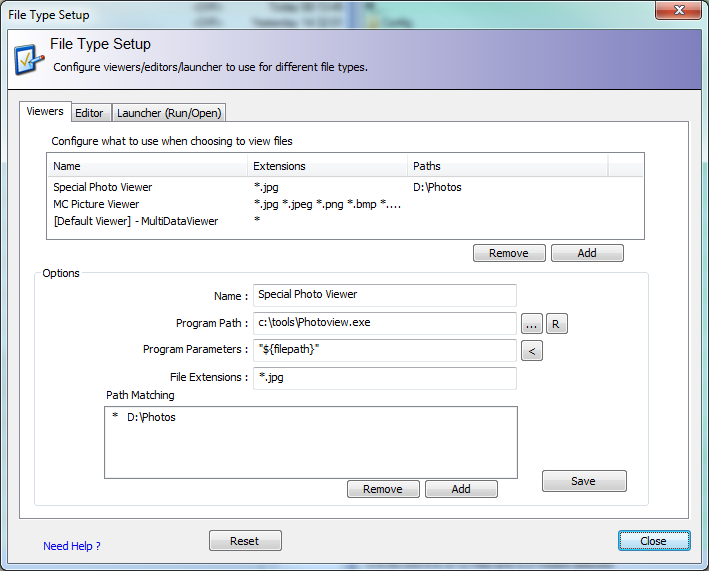 File Type Setup
File Type Setup
Configure viewers/editors/launcher to use for different file types.
Viewers Editor Launcher (Run/Open)
Configure what to use when choosing to view files
Name Extensions Paths
Special Photo Viewer *.jpg D:\Photos
MC Picture Viewer *.jpg *.jpeg *.png *.bmp *....
[Default Viewer] - MultiDataViewer *
Remove Add
Options
Name : Special Photo Viewer
Program Path : c:\tools\Photoview.exe ... R
Program Parameters : "${filepath}" <
File Extensions : *.jpg
Path Matching
* D:\Photos
Remove Add Save
Need Help ? Reset Close